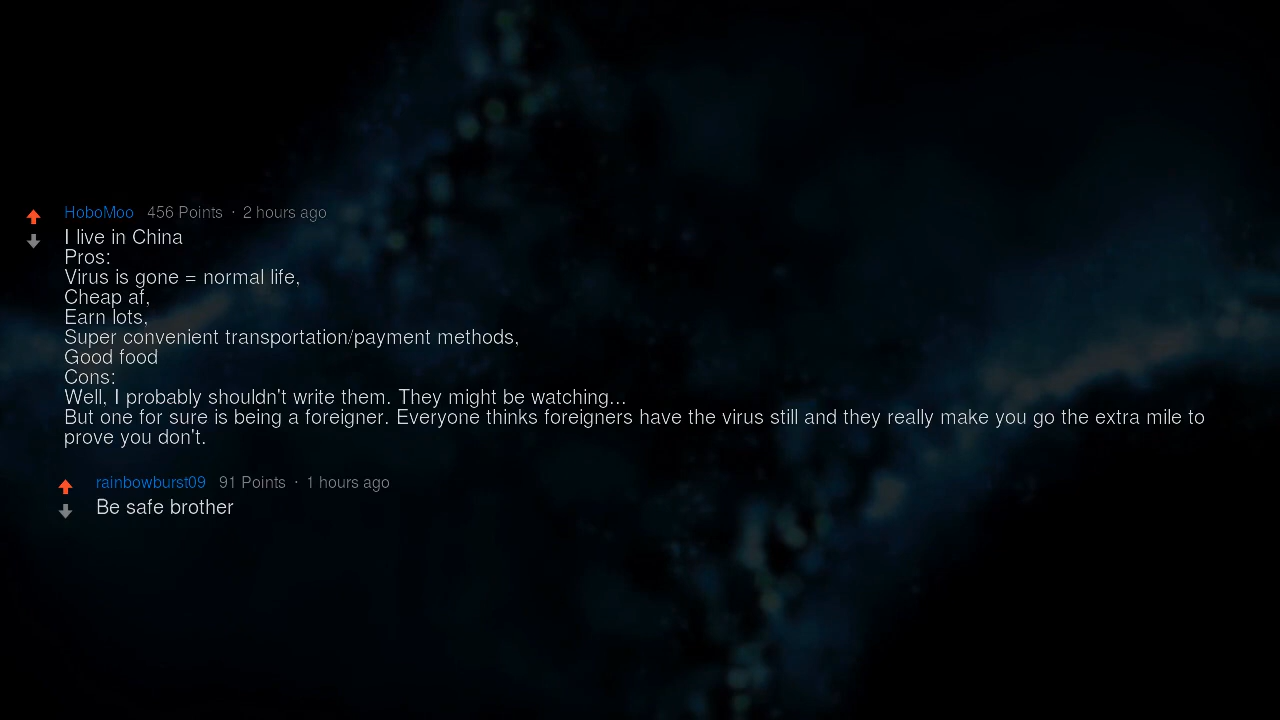 HoboMoo 456 Points · 2 hours ago
I live in China
Pros:
Virus is gone = normal life,
Cheap af,
Earn lots,
Super convenient transportation/payment methods,
Good food
Cons:
Well, I probably shouldn't write them. They might be watching...
But one for sure is being a foreigner. Everyone thinks foreigners have the virus still and they really make you go the extra mile to
prove you don't.
rainbowburst09 91 Points · 1 hours ago
Be safe brother